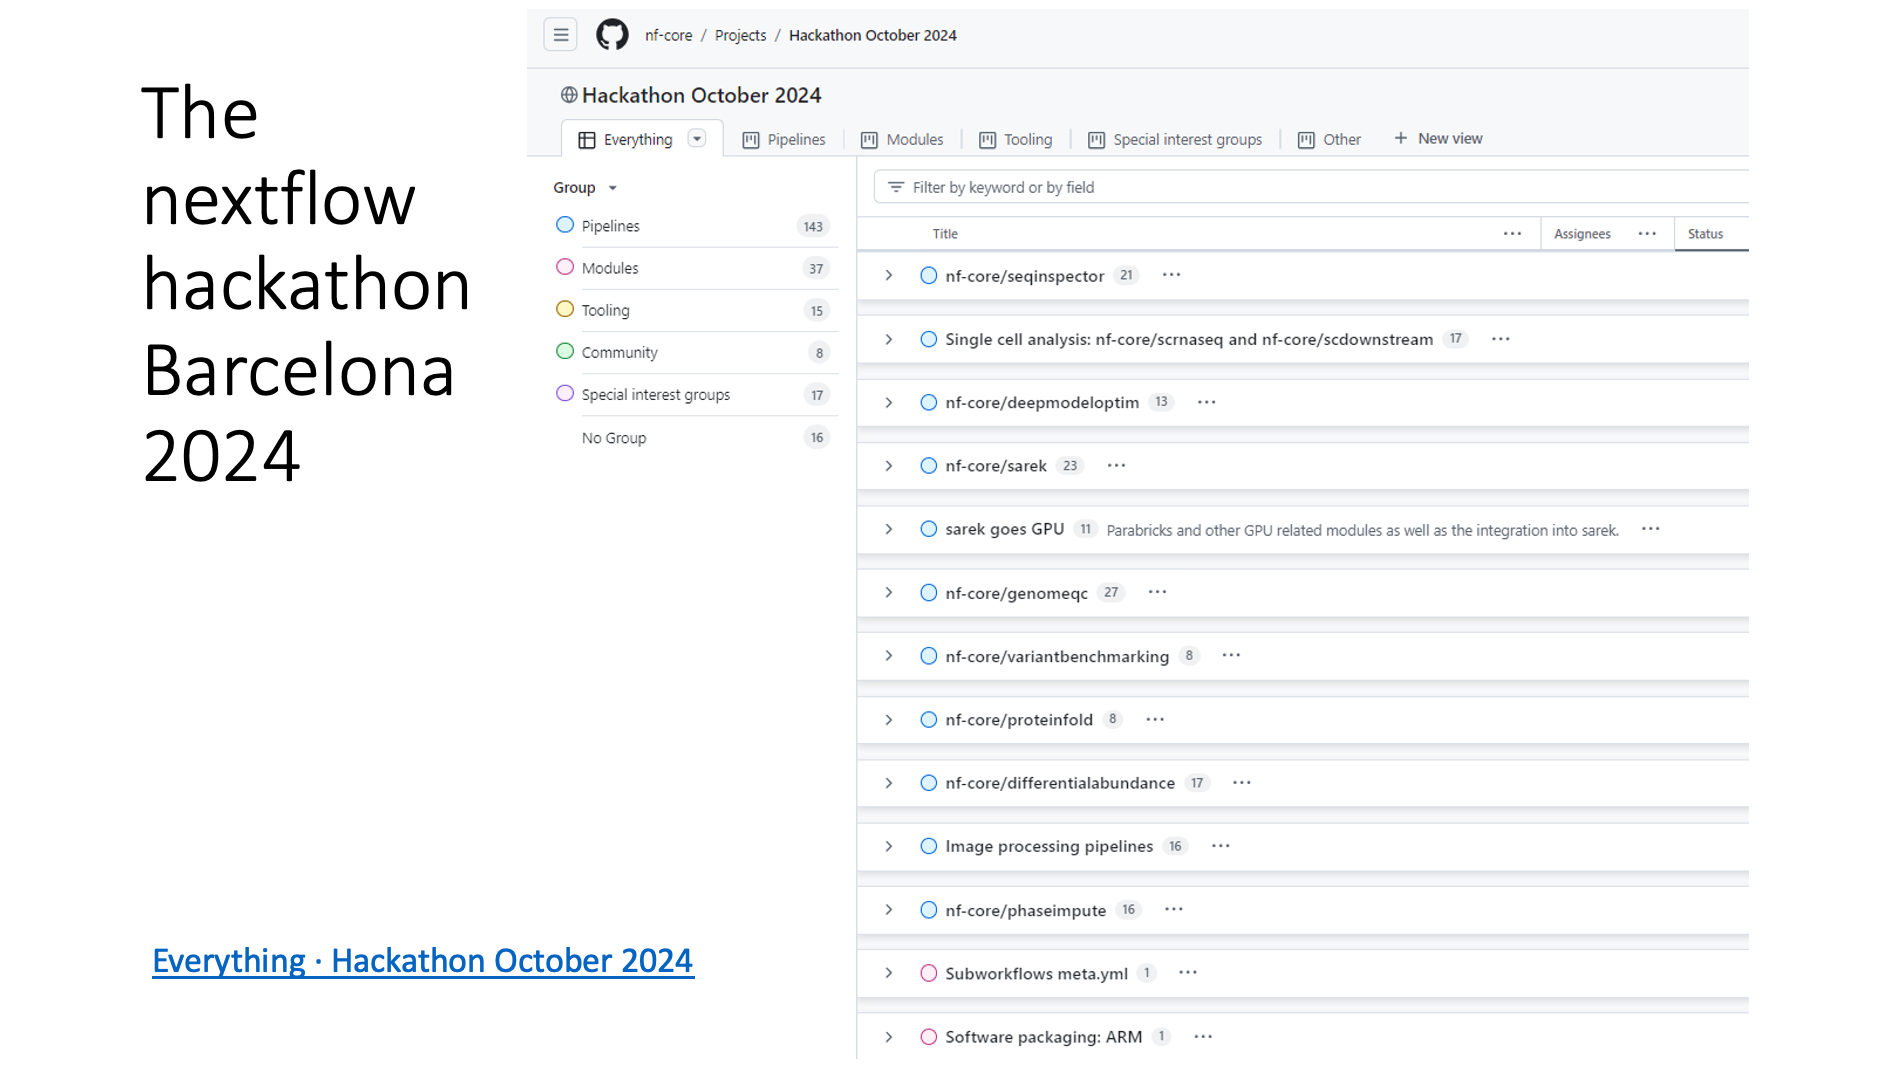 The
nextflow
hackathon
Barcelona
2024
Everything · Hackathon October 2024
nf-core / Projects / Hackathon October 2024
Hackathon October 2024
Everything Pipelines Modules Tooling Special interest groups Other + New view
Group
Pipelines 143
Modules 37
Tooling 15
Community 8
Special interest groups 17
No Group 16
Filter by keyword or by field
Title ··· Assignees ··· Status
nf-core/seqinspector 21 ···
Single cell analysis: nf-core/scrnaseq and nf-core/scdownstream 17 ···
nf-core/deepmodeloptim 13 ···
nf-core/sarek 23 ···
sarek goes GPU 11 Parabricks and other GPU related modules as well as the integration into sarek. ···
nf-core/genomeqc 27 ···
nf-core/variantbenchmarking 8 ···
nf-core/proteinfold 8 ···
nf-core/differentialabundance 17 ···
Image processing pipelines 16 ···
nf-core/phaseimpute 16 ···
Subworkflows meta.yml 1 ···
Software packaging: ARM 1 ···